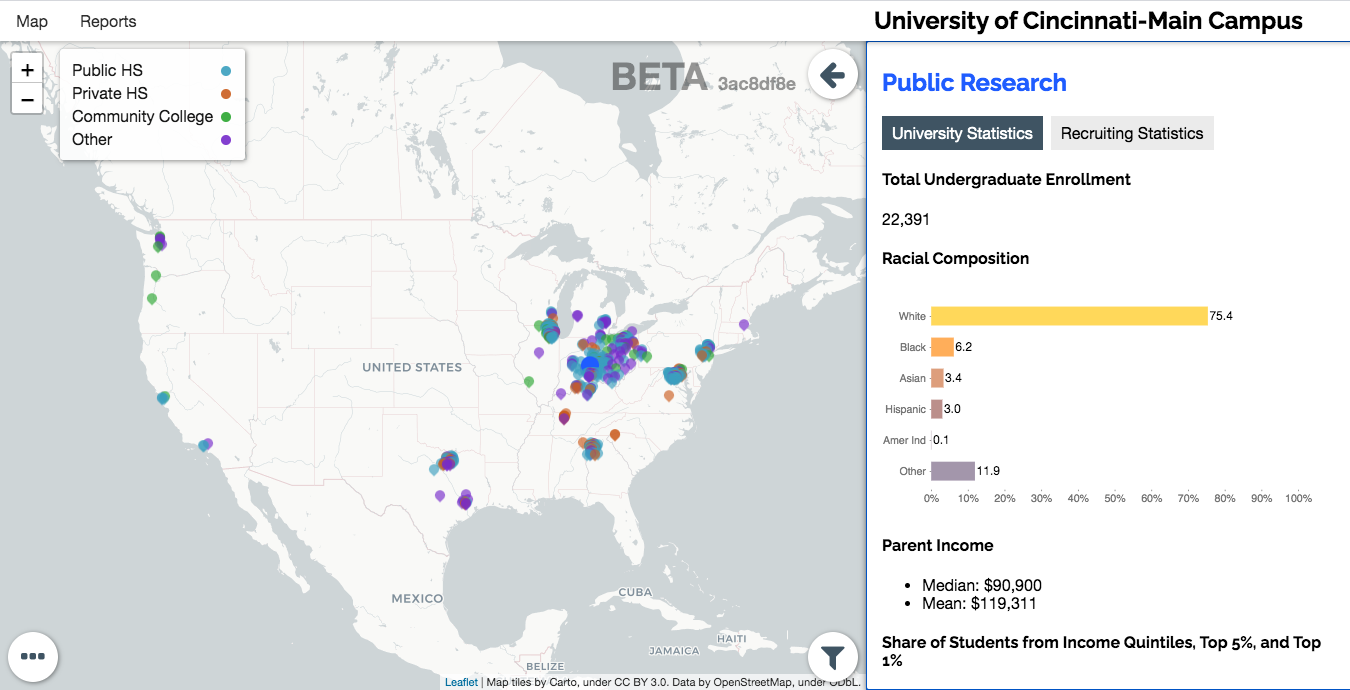 Map Reports
University of Cincinnati-Main Campus
+
−
Public HS
Private HS
Community College
Other
BETA 3ac8df8e
UNITED STATES
MEXICO
CUBA
HAITI
JAMAICA
BELIZE
Leaflet | Map tiles by Carto, under CC BY 3.0. Data by OpenStreetMap, under ODbL.
Public Research
University Statistics Recruiting Statistics
Total Undergraduate Enrollment
22,391
Racial Composition
White 75.4
Black 6.2
Asian 3.4
Hispanic 3.0
Amer Ind 0.1
Other 11.9
0% 10% 20% 30% 40% 50% 60% 70% 80% 90% 100%
Parent Income
• Median: $90,900
• Mean: $119,311
Share of Students from Income Quintiles, Top 5%, and Top
1%